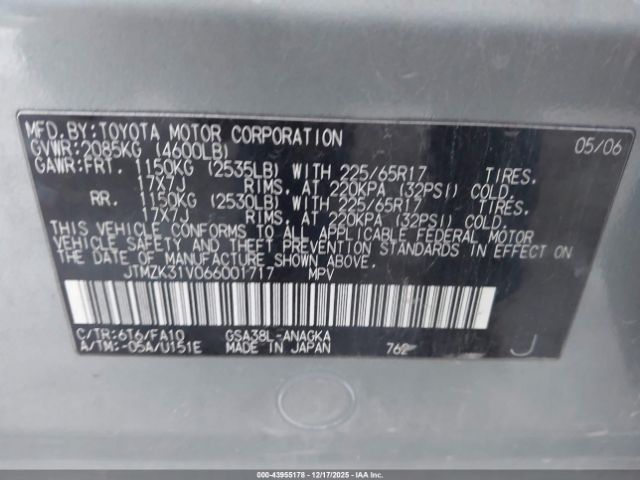 MFD.BY:TOYOTA MOTOR CORPORATION 05/06
GVWR:2085KG (4600LB)
GAWR:FRT. 1150KG (2535LB) WITH 225/65R17 TIRES,
17X7J RIMS, AT 220KPA (32PSI) COLD.
RR. 1150KG (2530LB) WITH 225/65R17 TIRES,
17X7J RIMS, AT 220KPA (32PSI) COLD.
THIS VEHICLE CONFORMS TO ALL APPLICABLE FEDERAL MOTOR
VEHICLE SAFETY AND THEFT PREVENTION STANDARDS IN EFFECT ON
THE DATE OF MANUFACTURE SHOWN ABOVE.
JTMZK31V066001717 MPV
C/TR:6T6/FA10 GSA38L-ANAGKA
A/TM:-05A/U151E MADE IN JAPAN 762 J
000-43955178 - 12/17/2025 - IAAI.COM